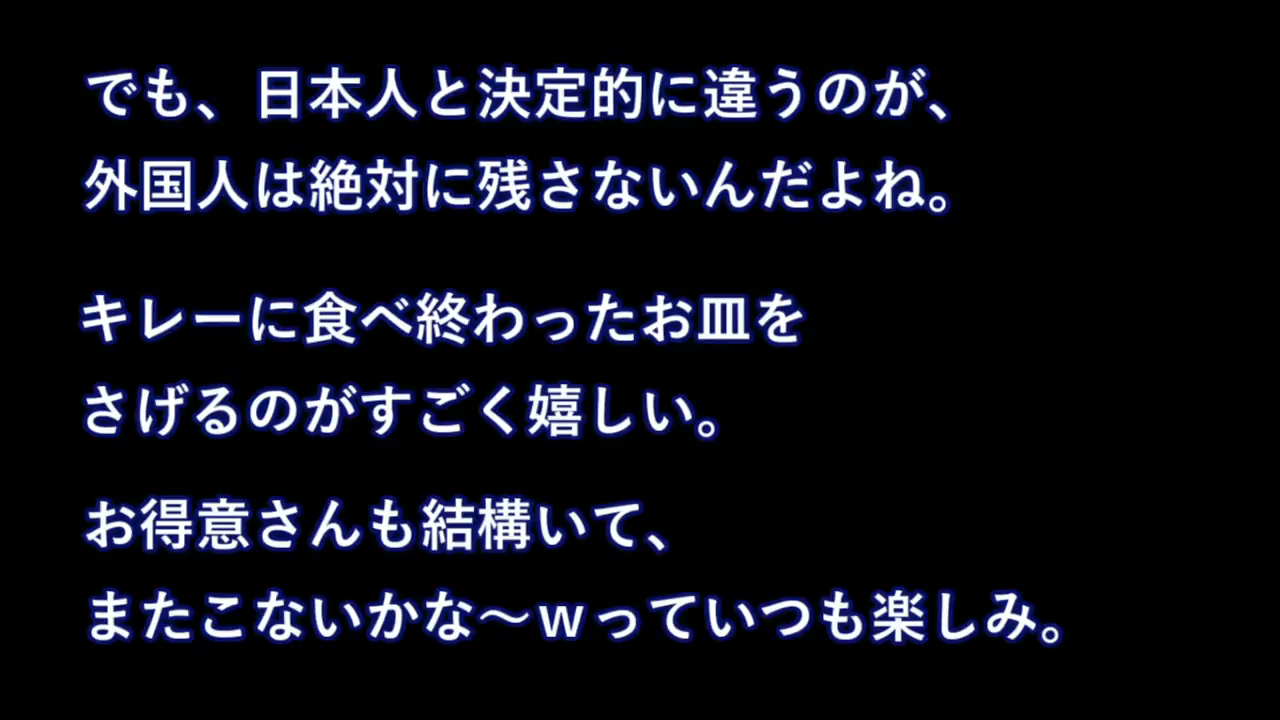 でも、日本人と決定的に違うのが、
外国人は絶対に残さないんだよね。
キレーに食べ終わったお皿を
さげるのがすごく嬉しい。
お得意さんも結構いて、
またこないかな～ｗっていつも楽しみ。